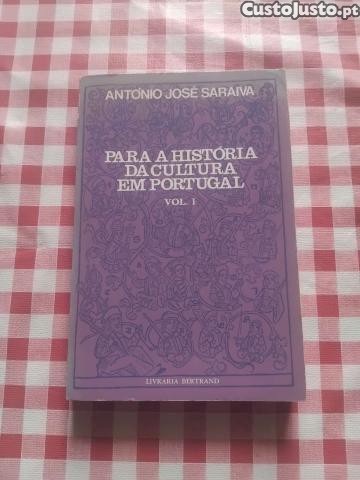 CustoJusto.pt
ANTÓNIO JOSÉ SARAIVA
PARA A HISTÓRIA
DA CULTURA
EM PORTUGAL
VOL. I
LIVRARIA BERTRAND